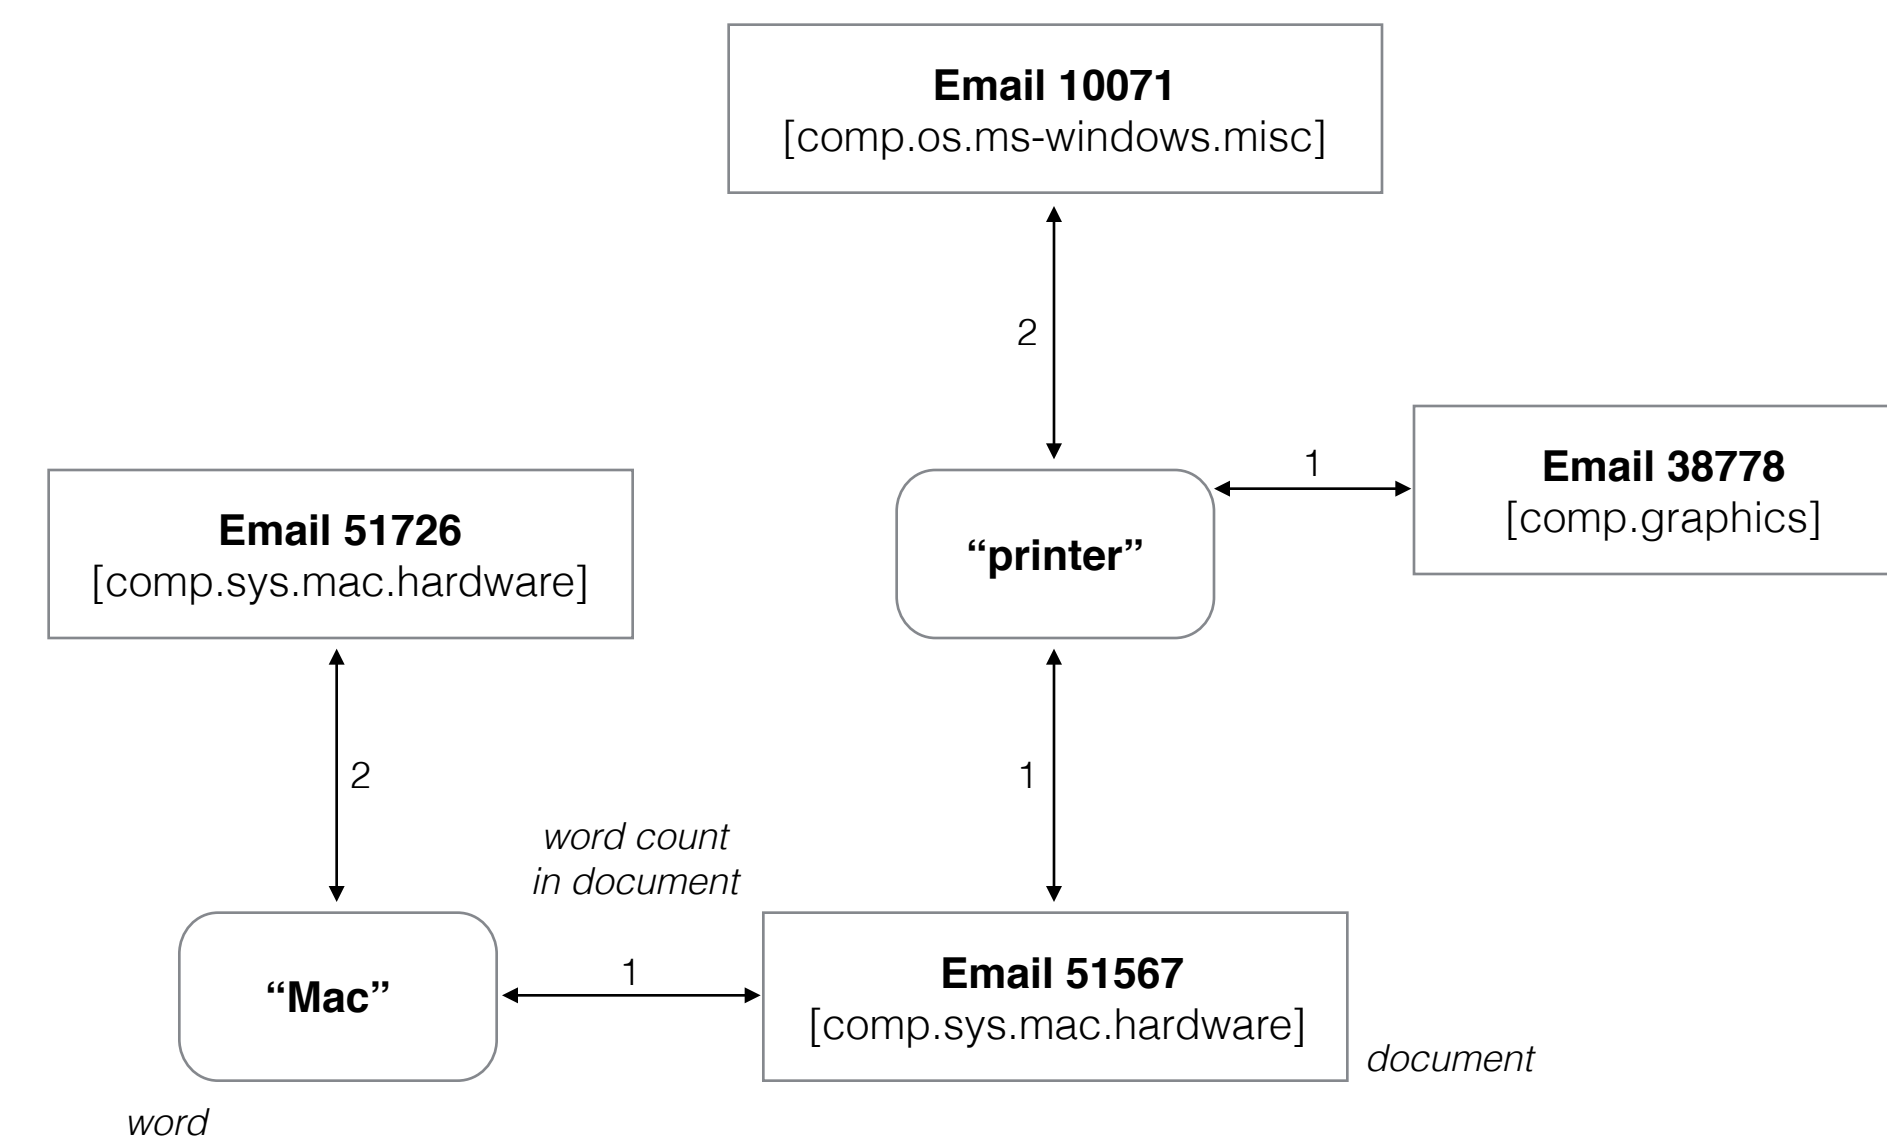 Email 10071
[comp.os.ms-windows.misc]
2
1
Email 38778
[comp.graphics]
Email 51726
[comp.sys.mac.hardware]
“printer”
2
1
word count
in document
“Mac”
1
Email 51567
[comp.sys.mac.hardware]
document
word